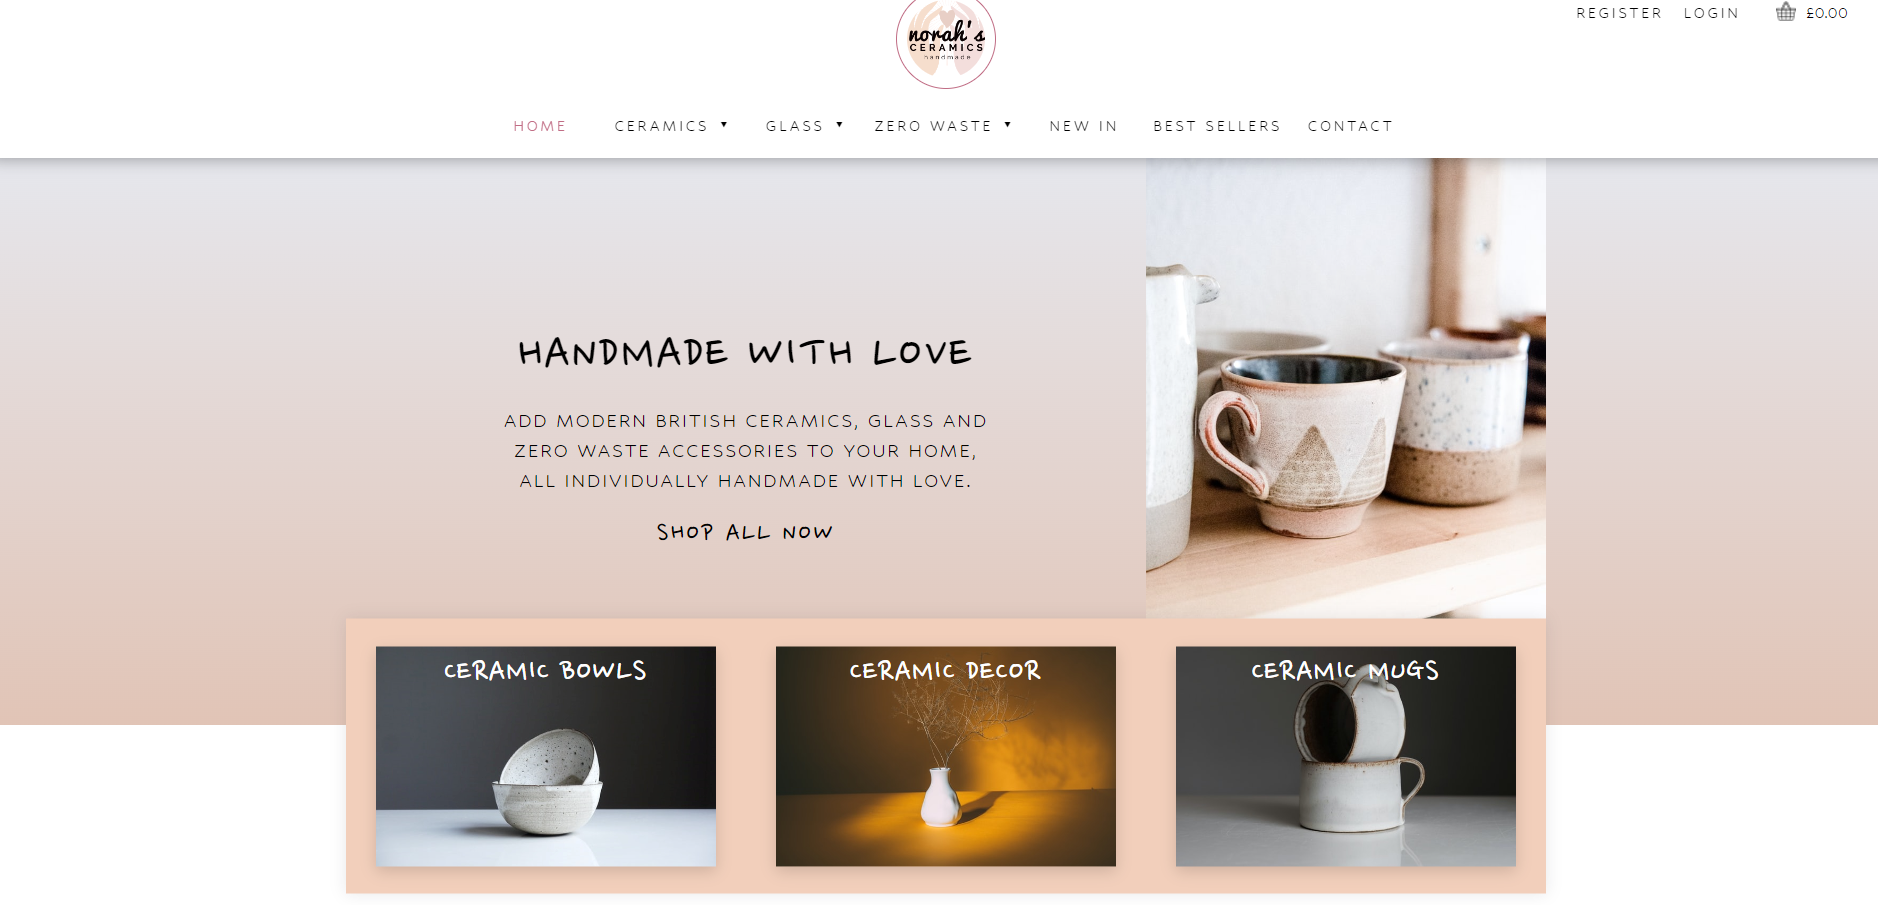 norah's
CERAMICS
handmade
REGISTER LOGIN £0.00
HOME CERAMICS ▼ GLASS ▼ ZERO WASTE ▼ NEW IN BEST SELLERS CONTACT
HANDMADE WITH LOVE
ADD MODERN BRITISH CERAMICS, GLASS AND
ZERO WASTE ACCESSORIES TO YOUR HOME,
ALL INDIVIDUALLY HANDMADE WITH LOVE.
SHOP ALL NOW
CERAMIC BOWLS
CERAMIC DECOR
CERAMIC MUGS